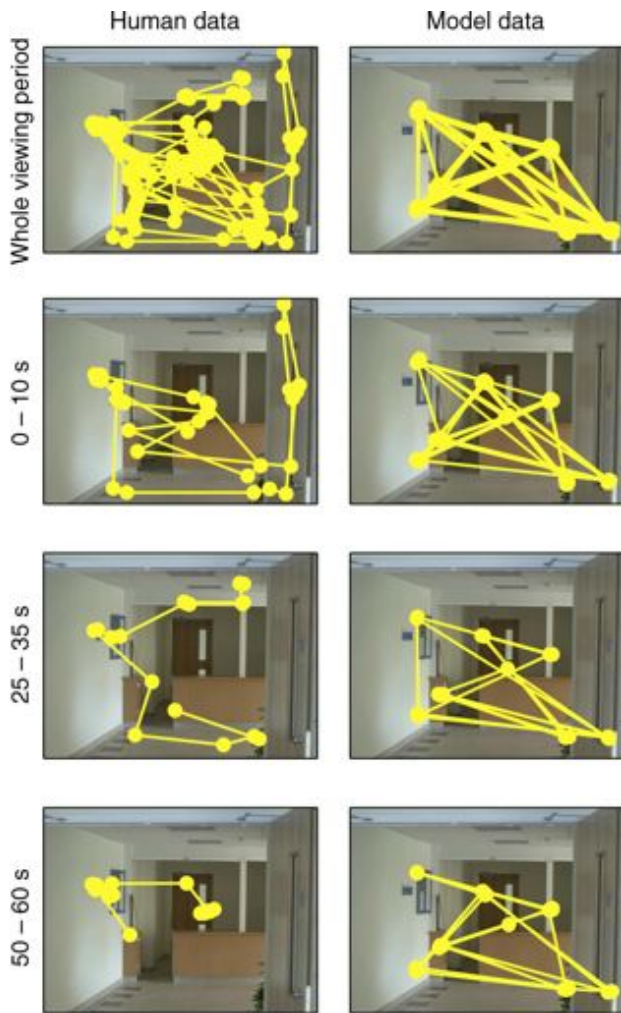 Human data
Model data
Whole viewing period
0 – 10 s
25 – 35 s
50 – 60 s